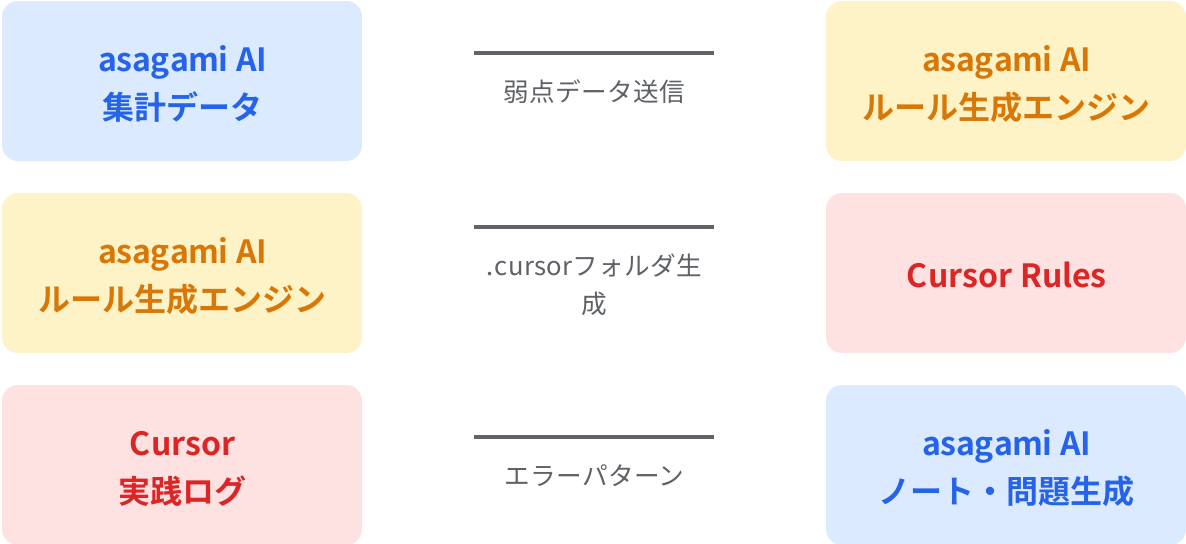 asagami AI
集計データ
弱点データ送信
asagami AI
ルール生成エンジン
asagami AI
ルール生成エンジン
.cursorフォルダ生
成
Cursor Rules
Cursor
実践ログ
エラーパターン
asagami AI
ノート・問題生成